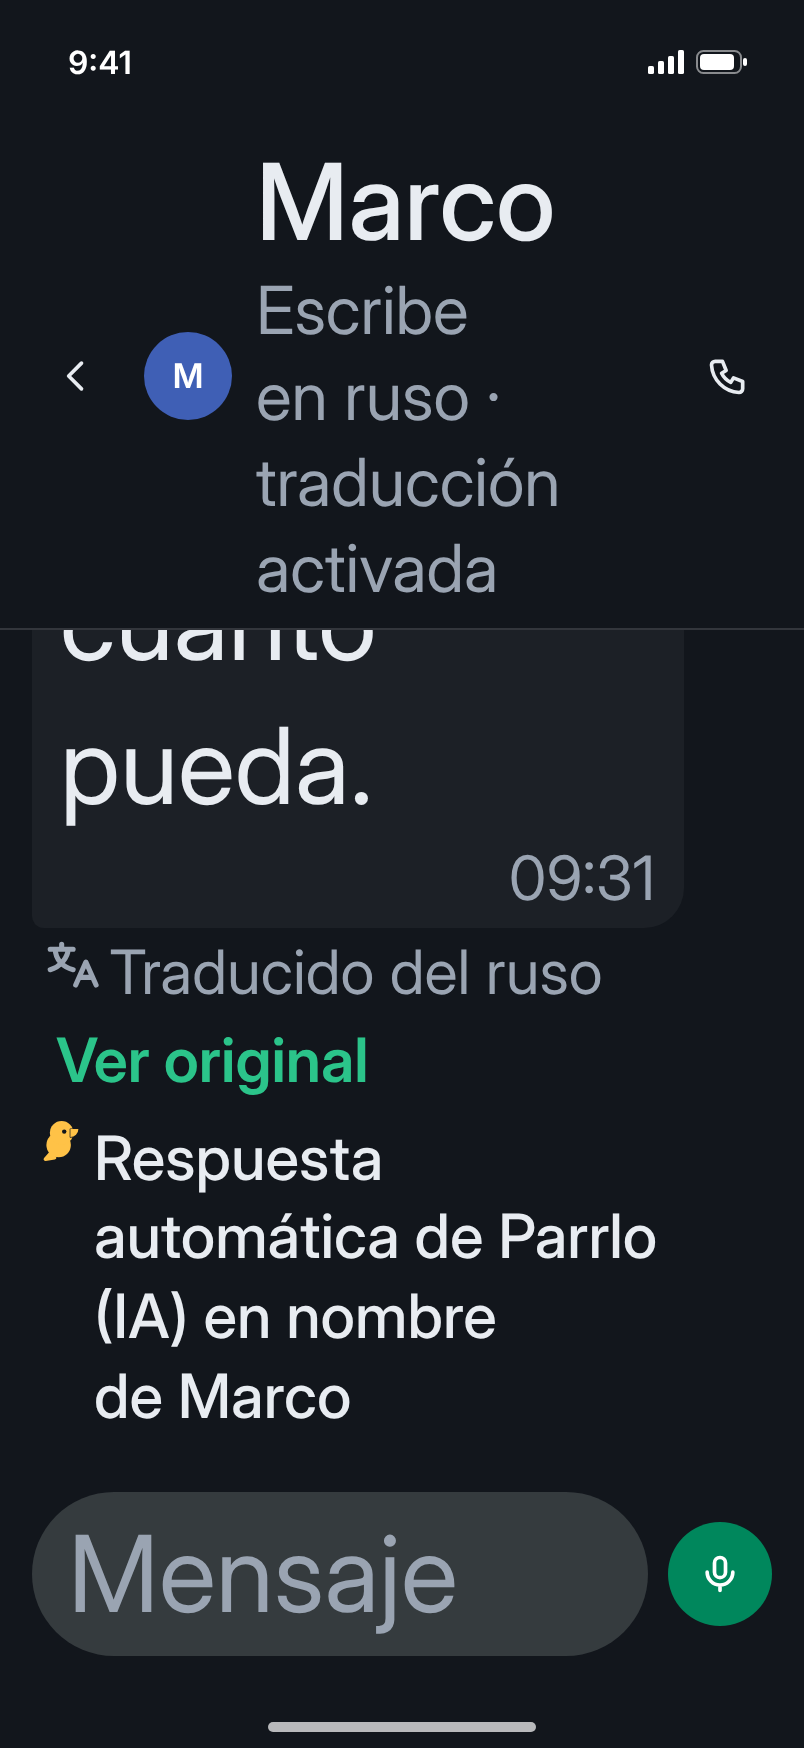 9:41
Marco
Escribe
en ruso ·
traducción
activada
M
cuanto
pueda.
09:31
Traducido del ruso
Ver original
Respuesta
automática de Parrlo
(IA) en nombre
de Marco
Mensaje